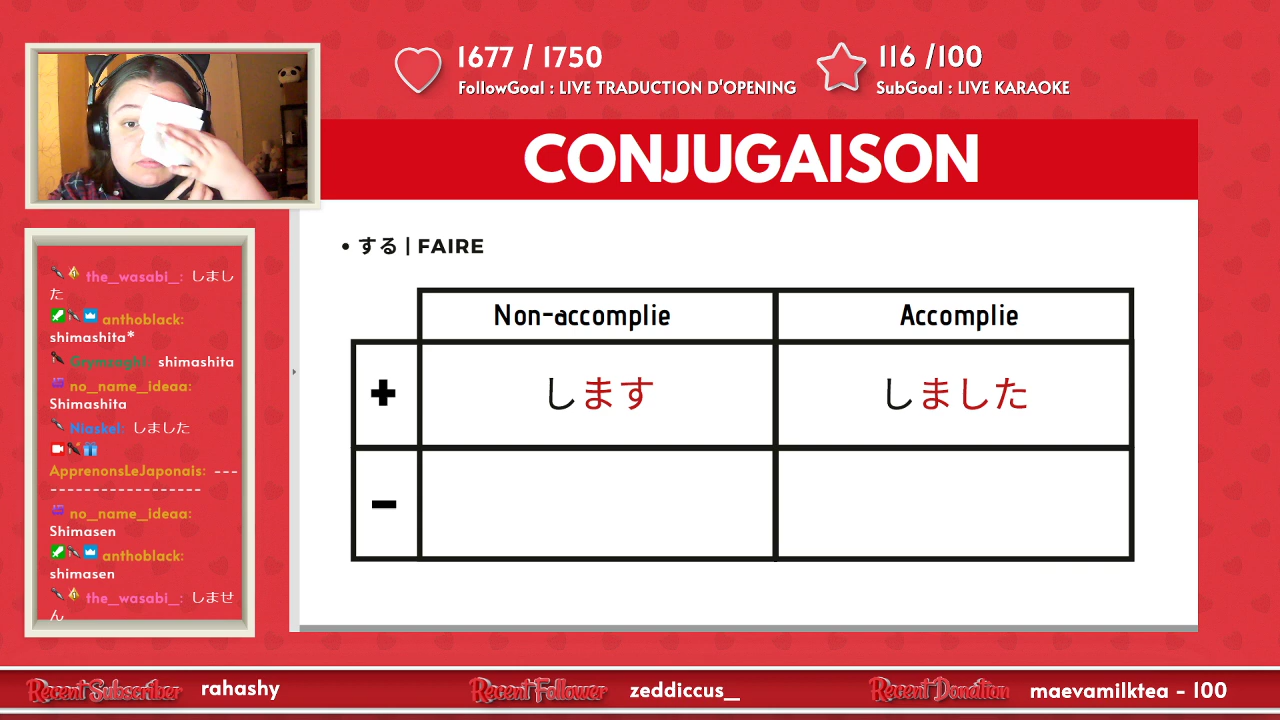 1677 / 1750
FollowGoal : LIVE TRADUCTION D'OPENING
116 /100
SubGoal : LIVE KARAOKE
CONJUGAISON
• する | FAIRE
Non-accomplie
Accomplie
+
します
しました
−
the_wasabi_: しまし
た
anthoblack:
shimashita*
Grymzaghl: shimashita
no_name_ideaa:
Shimashita
Niaskel: しました
ApprenonsLeJaponais: ---
------------------
no_name_ideaa:
Shimasen
anthoblack:
shimasen
the_wasabi_: しませ
ん
Recent Subscriber rahashy
Recent Follower zeddiccus_
Recent Donation maevamilktea - 100